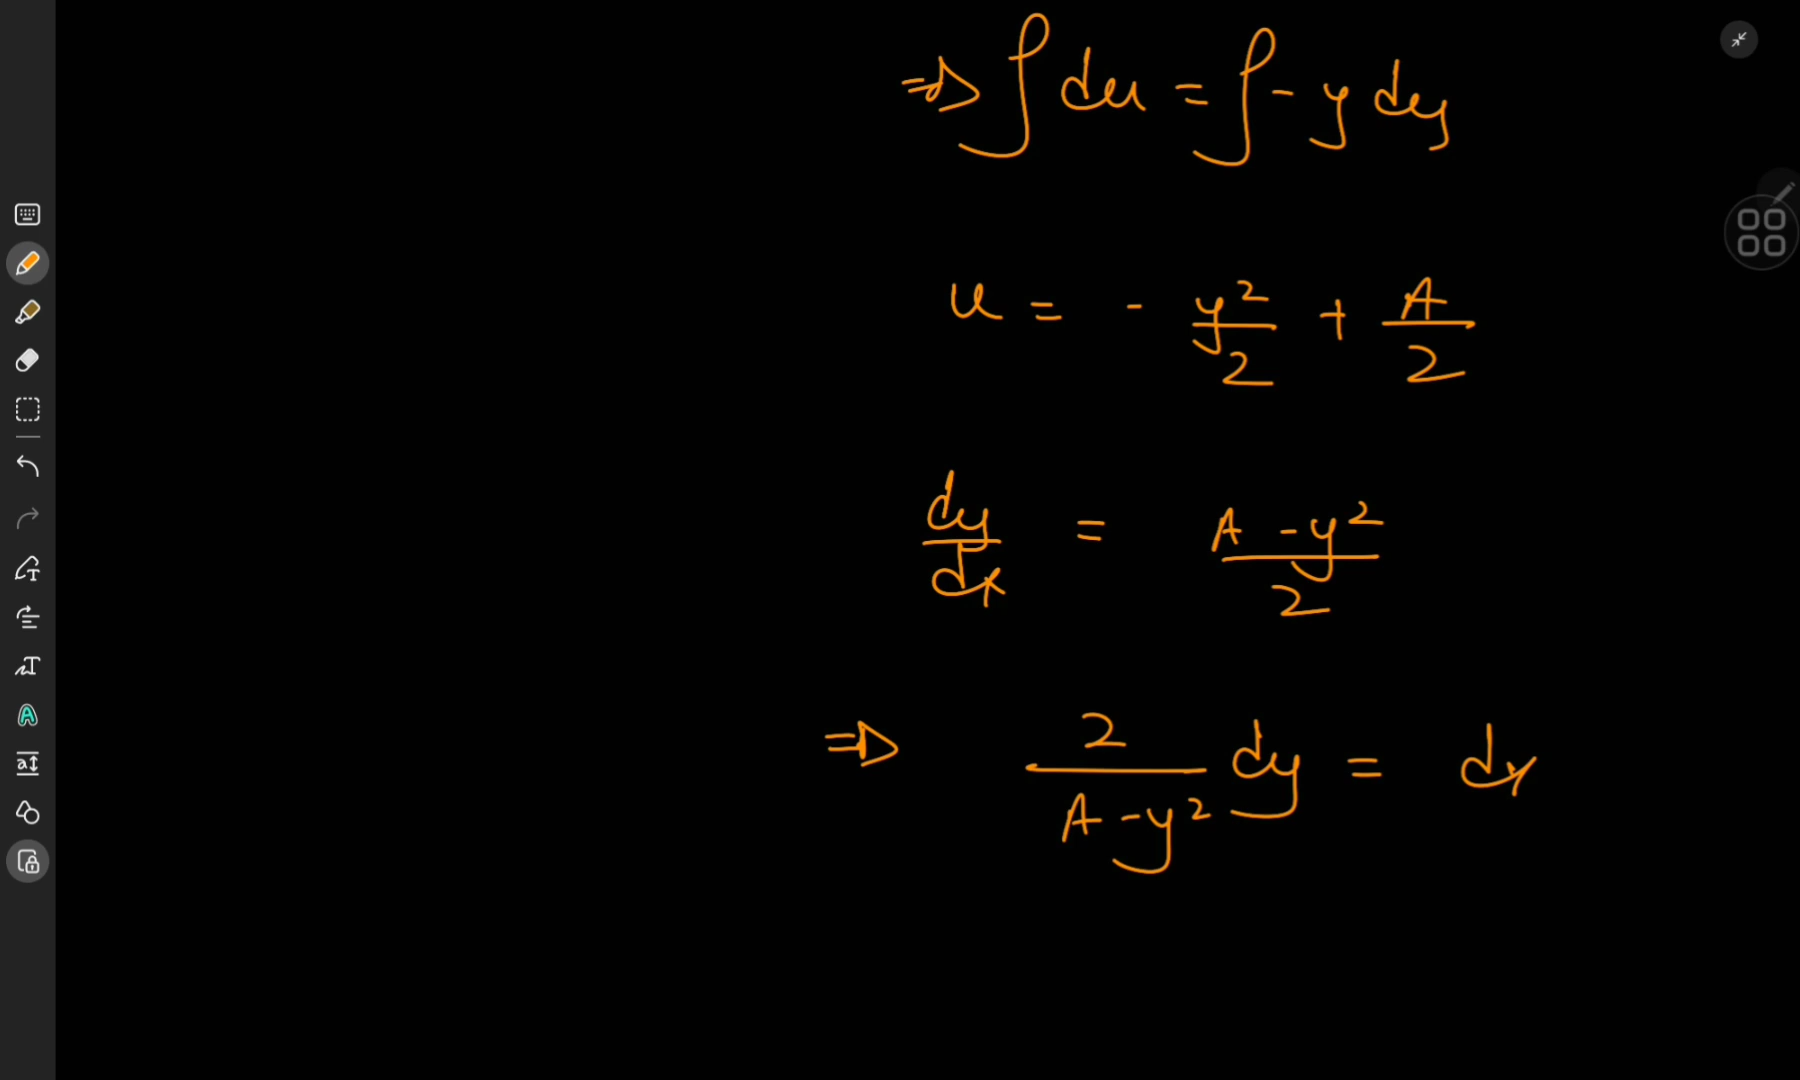 ⇒ ∫ du = ∫ - y dy
u = - y²/2 + A/2
dy/dx = (A - y²)/2
⇒ 2/(A - y²) dy = dx